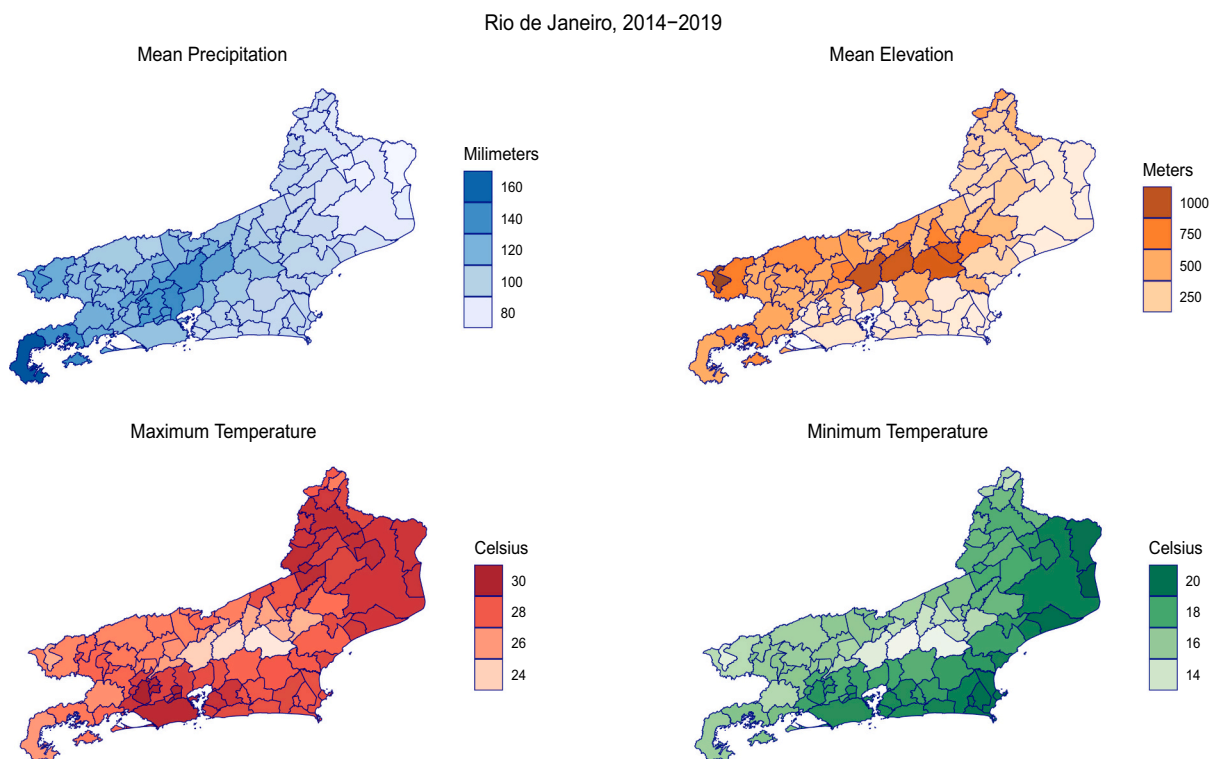 Rio de Janeiro, 2014−2019
Mean Precipitation
Milimeters
160
140
120
100
80
Mean Elevation
Meters
1000
750
500
250
Maximum Temperature
Celsius
30
28
26
24
Minimum Temperature
Celsius
20
18
16
14